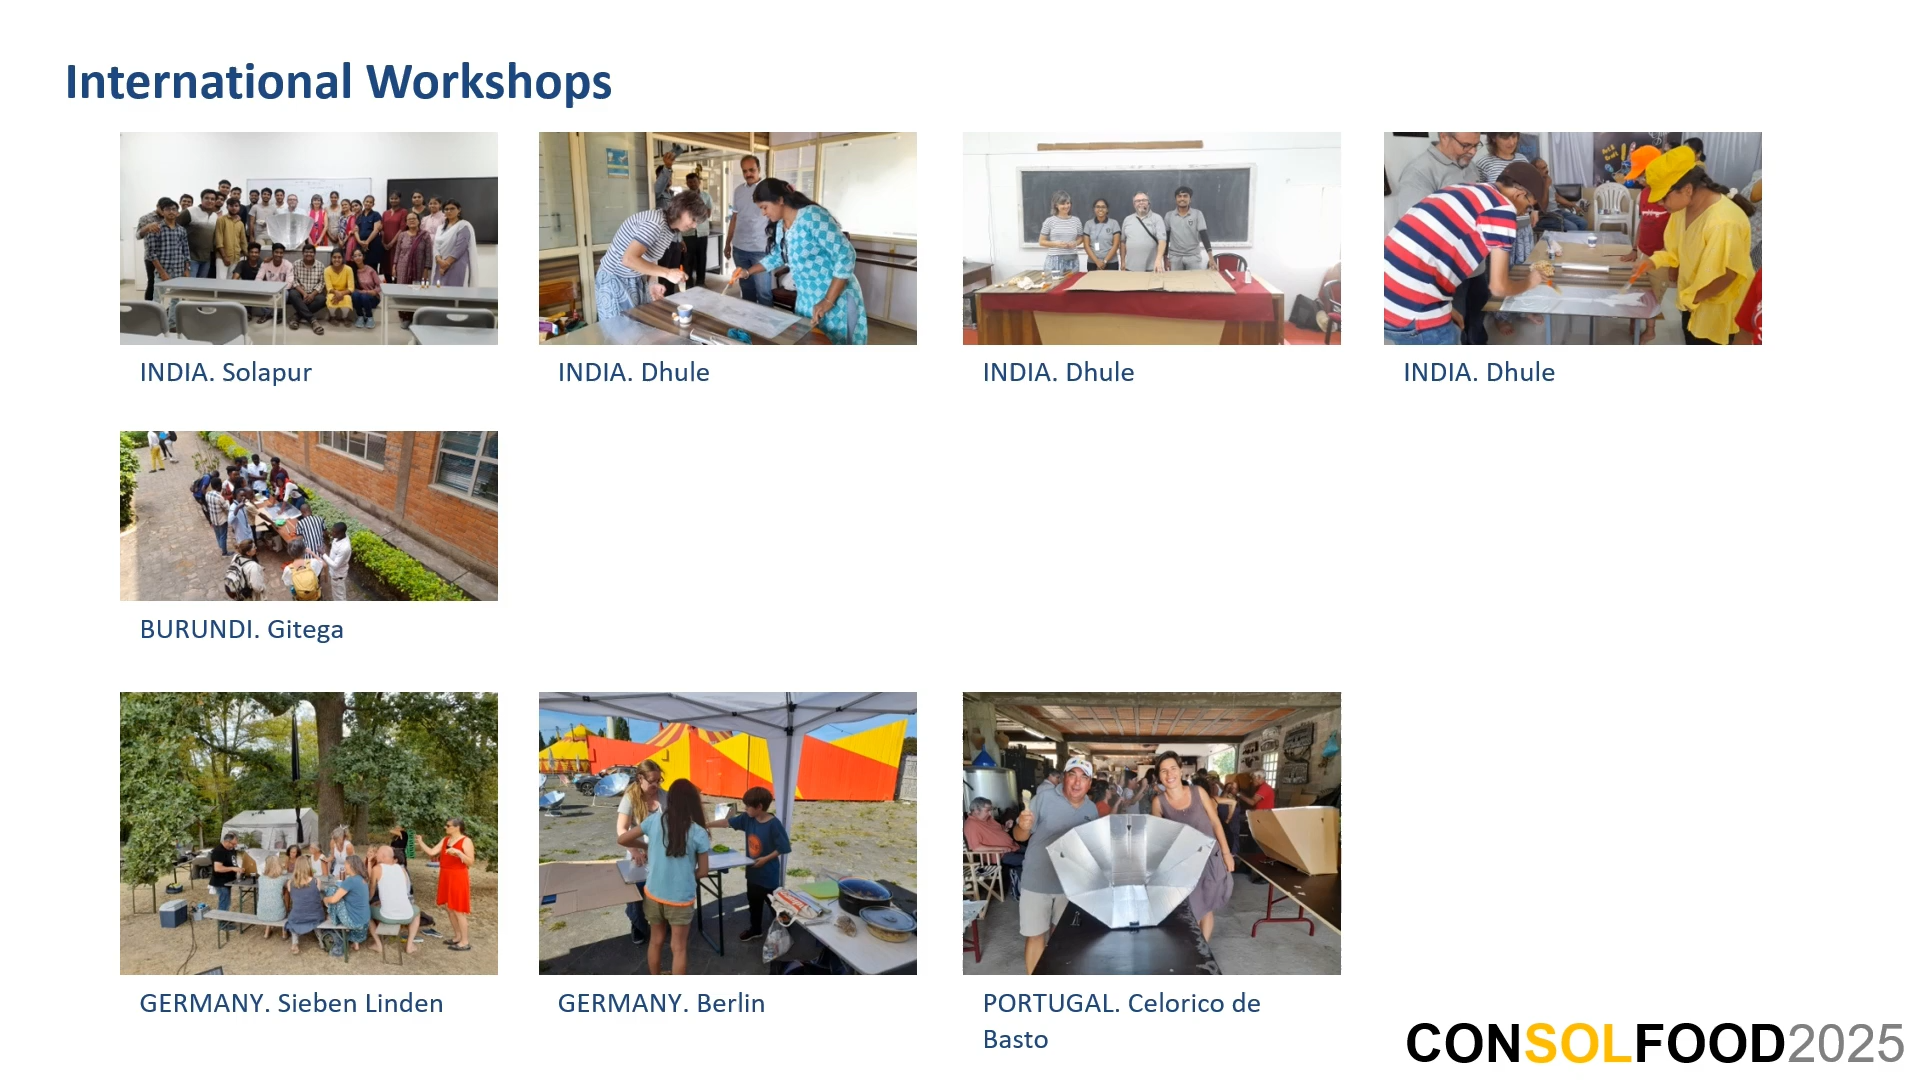 International Workshops
INDIA. Solapur
INDIA. Dhule
INDIA. Dhule
INDIA. Dhule
BURUNDI. Gitega
GERMANY. Sieben Linden
GERMANY. Berlin
PORTUGAL. Celorico de
Basto
CONSOLFOOD2025